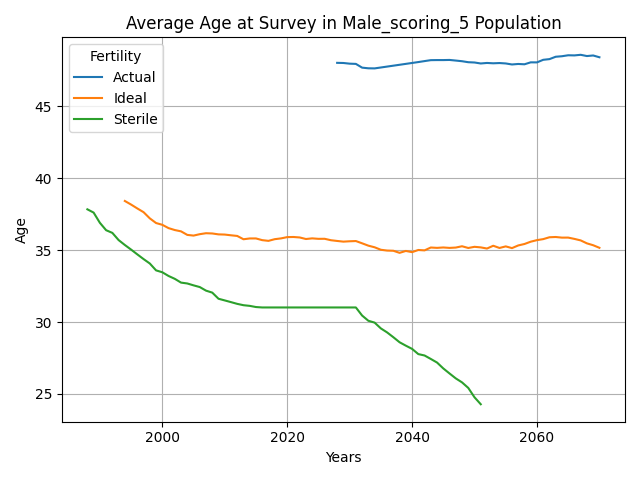 Average Age at Survey in Male_scoring_5 Population
Fertility
Actual
Ideal
Sterile
Age
45
40
35
30
25
2000
2020
2040
2060
Years